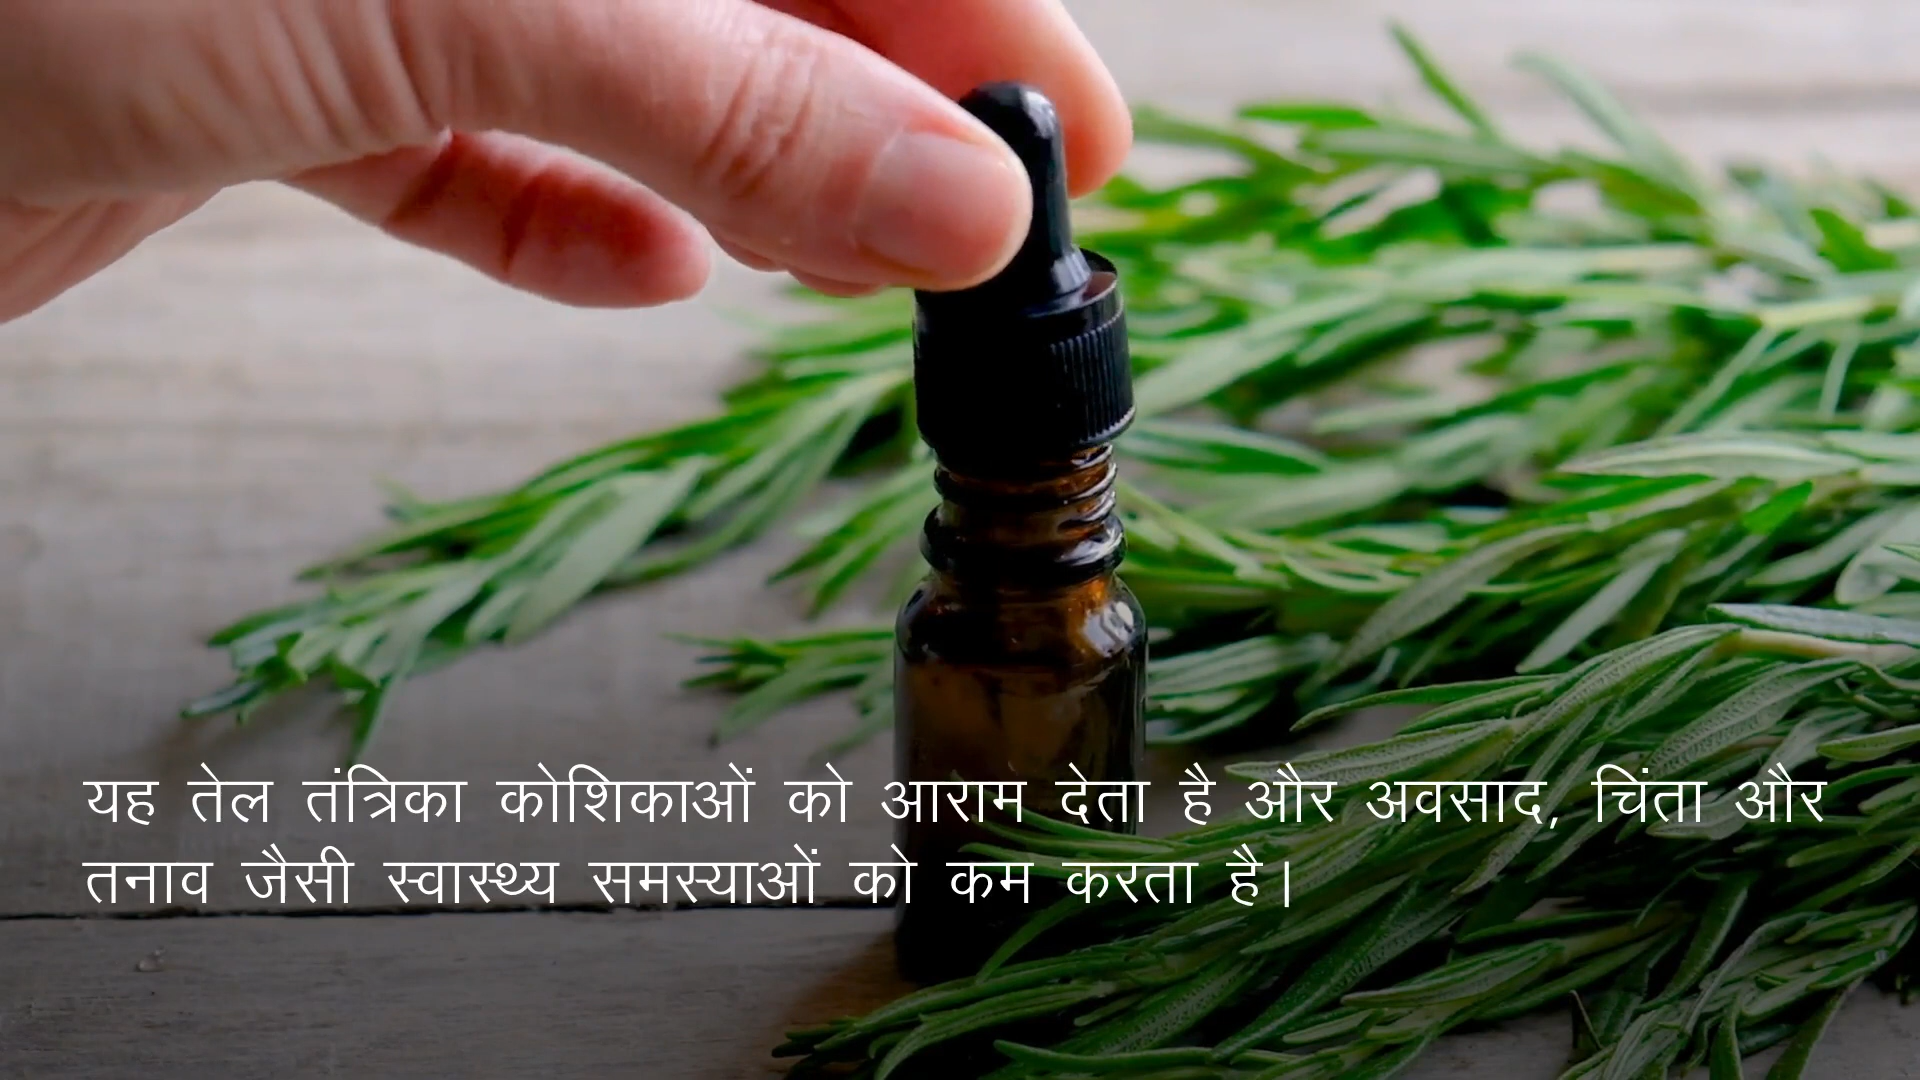 यह तेल तंत्रिका कोशिकाओं को आराम देता है और अवसाद, चिंता और
तनाव जैसी स्वास्थ्य समस्याओं को कम करता है।